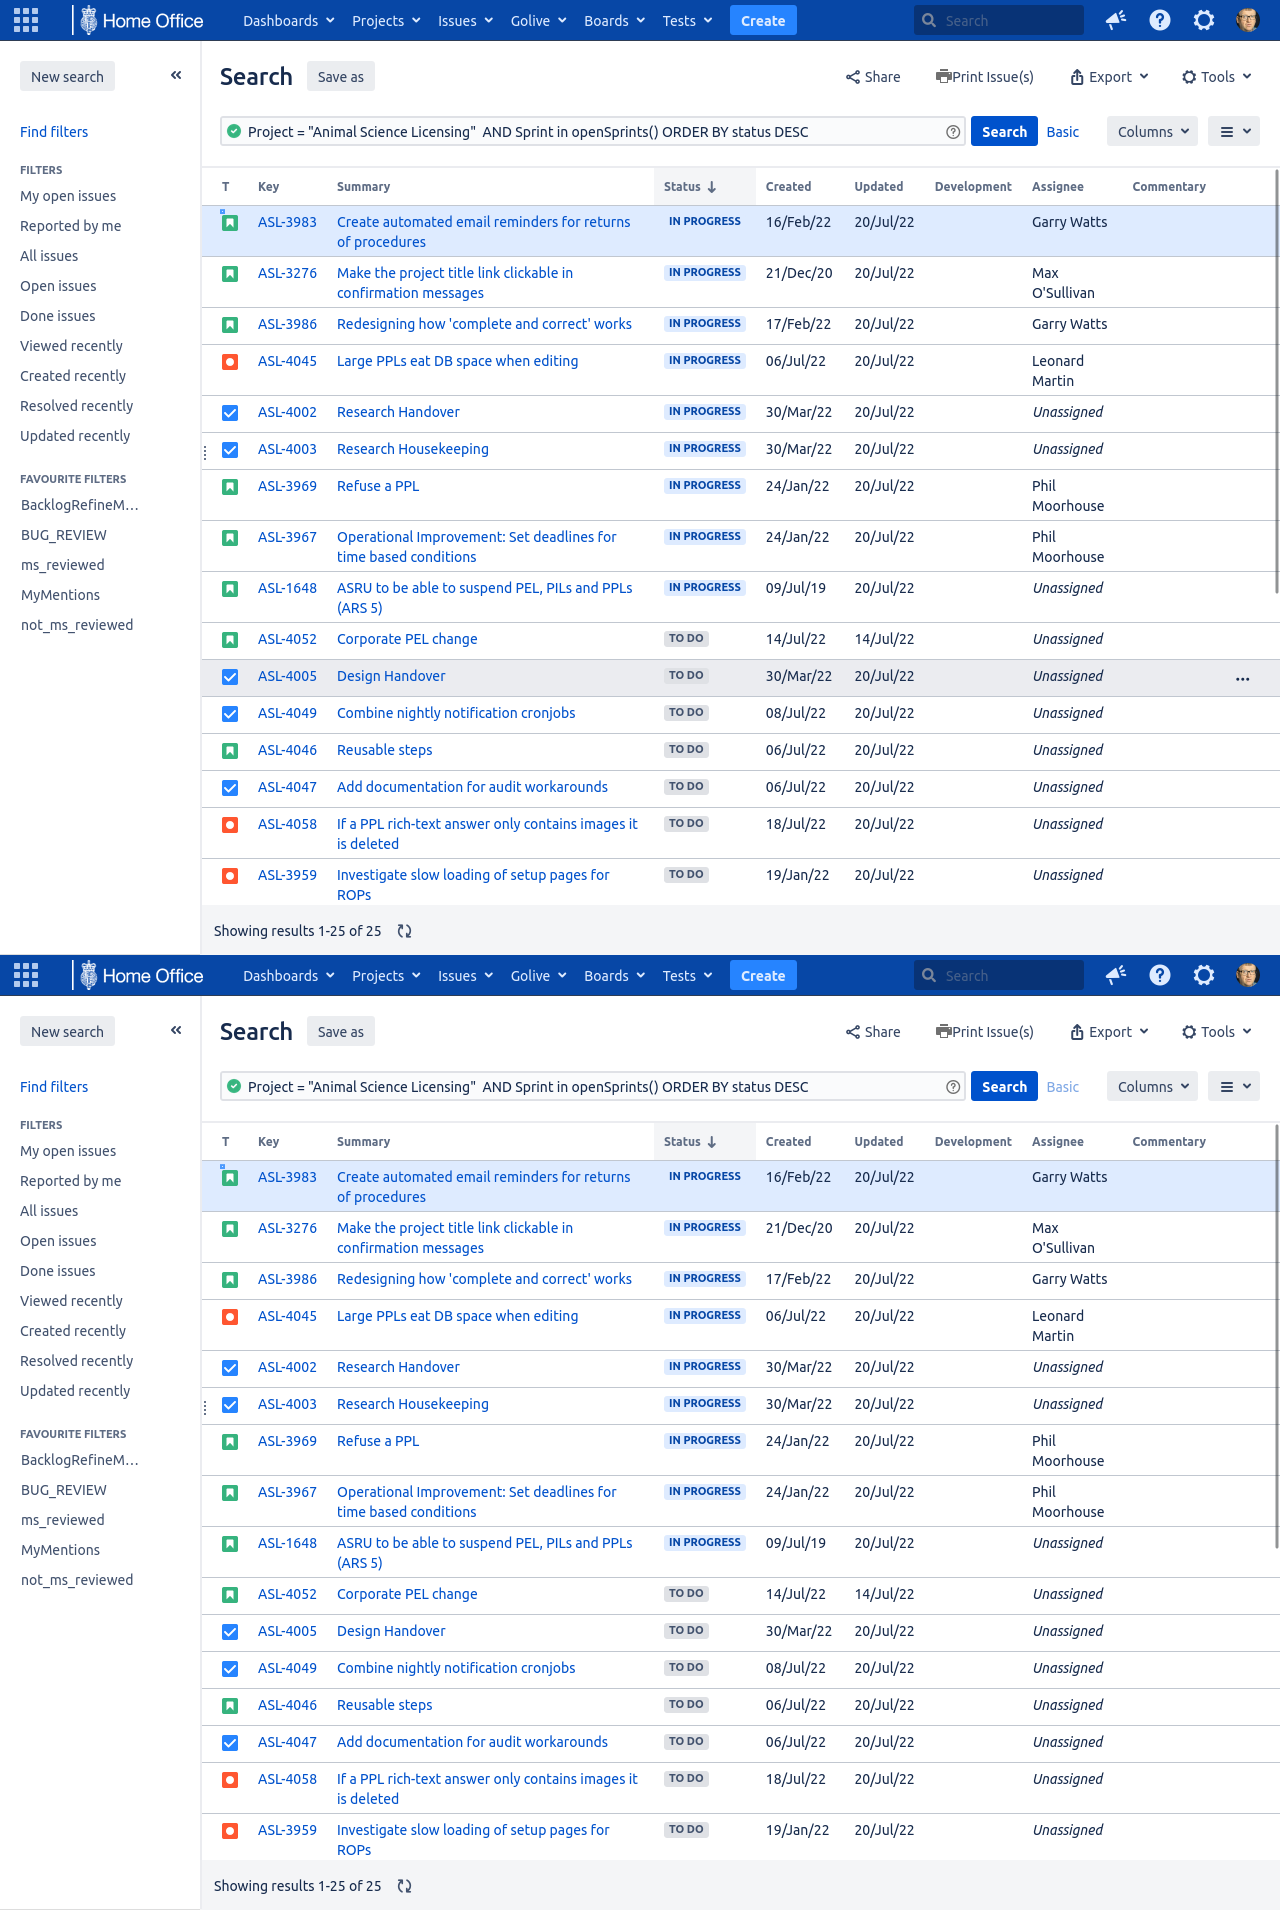 Home Office Dashboards Projects Issues Golive Boards Tests Create Search
New search
Find filters
FILTERS
My open issues
Reported by me
All issues
Open issues
Done issues
Viewed recently
Created recently
Resolved recently
Updated recently
FAVOURITE FILTERS
BacklogRefineM...
BUG_REVIEW
ms_reviewed
MyMentions
not_ms_reviewed
Search Save as Share Print Issue(s) Export Tools
Project = "Animal Science Licensing" AND Sprint in openSprints() ORDER BY status DESC Search Basic Columns
T Key Summary Status Created Updated Development Assignee Commentary
ASL-3983 Create automated email reminders for returns IN PROGRESS 16/Feb/22 20/Jul/22 Garry Watts
of procedures
ASL-3276 Make the project title link clickable in IN PROGRESS 21/Dec/20 20/Jul/22 Max
confirmation messages O'Sullivan
ASL-3986 Redesigning how 'complete and correct' works IN PROGRESS 17/Feb/22 20/Jul/22 Garry Watts
ASL-4045 Large PPLs eat DB space when editing IN PROGRESS 06/Jul/22 20/Jul/22 Leonard
Martin
ASL-4002 Research Handover IN PROGRESS 30/Mar/22 20/Jul/22 Unassigned
ASL-4003 Research Housekeeping IN PROGRESS 30/Mar/22 20/Jul/22 Unassigned
ASL-3969 Refuse a PPL IN PROGRESS 24/Jan/22 20/Jul/22 Phil
Moorhouse
ASL-3967 Operational Improvement: Set deadlines for IN PROGRESS 24/Jan/22 20/Jul/22 Phil
time based conditions Moorhouse
ASL-1648 ASRU to be able to suspend PEL, PILs and PPLs IN PROGRESS 09/Jul/19 20/Jul/22 Unassigned
(ARS 5)
ASL-4052 Corporate PEL change TO DO 14/Jul/22 14/Jul/22 Unassigned
ASL-4005 Design Handover TO DO 30/Mar/22 20/Jul/22 Unassigned
ASL-4049 Combine nightly notification cronjobs TO DO 08/Jul/22 20/Jul/22 Unassigned
ASL-4046 Reusable steps TO DO 06/Jul/22 20/Jul/22 Unassigned
ASL-4047 Add documentation for audit workarounds TO DO 06/Jul/22 20/Jul/22 Unassigned
ASL-4058 If a PPL rich-text answer only contains images it TO DO 18/Jul/22 20/Jul/22 Unassigned
is deleted
ASL-3959 Investigate slow loading of setup pages for TO DO 19/Jan/22 20/Jul/22 Unassigned
ROPs
Showing results 1-25 of 25
Home Office Dashboards Projects Issues Golive Boards Tests Create Search
New search
Find filters
FILTERS
My open issues
Reported by me
All issues
Open issues
Done issues
Viewed recently
Created recently
Resolved recently
Updated recently
FAVOURITE FILTERS
BacklogRefineM...
BUG_REVIEW
ms_reviewed
MyMentions
not_ms_reviewed
Search Save as Share Print Issue(s) Export Tools
Project = "Animal Science Licensing" AND Sprint in openSprints() ORDER BY status DESC Search Basic Columns
T Key Summary Status Created Updated Development Assignee Commentary
ASL-3983 Create automated email reminders for returns IN PROGRESS 16/Feb/22 20/Jul/22 Garry Watts
of procedures
ASL-3276 Make the project title link clickable in IN PROGRESS 21/Dec/20 20/Jul/22 Max
confirmation messages O'Sullivan
ASL-3986 Redesigning how 'complete and correct' works IN PROGRESS 17/Feb/22 20/Jul/22 Garry Watts
ASL-4045 Large PPLs eat DB space when editing IN PROGRESS 06/Jul/22 20/Jul/22 Leonard
Martin
ASL-4002 Research Handover IN PROGRESS 30/Mar/22 20/Jul/22 Unassigned
ASL-4003 Research Housekeeping IN PROGRESS 30/Mar/22 20/Jul/22 Unassigned
ASL-3969 Refuse a PPL IN PROGRESS 24/Jan/22 20/Jul/22 Phil
Moorhouse
ASL-3967 Operational Improvement: Set deadlines for IN PROGRESS 24/Jan/22 20/Jul/22 Phil
time based conditions Moorhouse
ASL-1648 ASRU to be able to suspend PEL, PILs and PPLs IN PROGRESS 09/Jul/19 20/Jul/22 Unassigned
(ARS 5)
ASL-4052 Corporate PEL change TO DO 14/Jul/22 14/Jul/22 Unassigned
ASL-4005 Design Handover TO DO 30/Mar/22 20/Jul/22 Unassigned
ASL-4049 Combine nightly notification cronjobs TO DO 08/Jul/22 20/Jul/22 Unassigned
ASL-4046 Reusable steps TO DO 06/Jul/22 20/Jul/22 Unassigned
ASL-4047 Add documentation for audit workarounds TO DO 06/Jul/22 20/Jul/22 Unassigned
ASL-4058 If a PPL rich-text answer only contains images it TO DO 18/Jul/22 20/Jul/22 Unassigned
is deleted
ASL-3959 Investigate slow loading of setup pages for TO DO 19/Jan/22 20/Jul/22 Unassigned
ROPs
Showing results 1-25 of 25